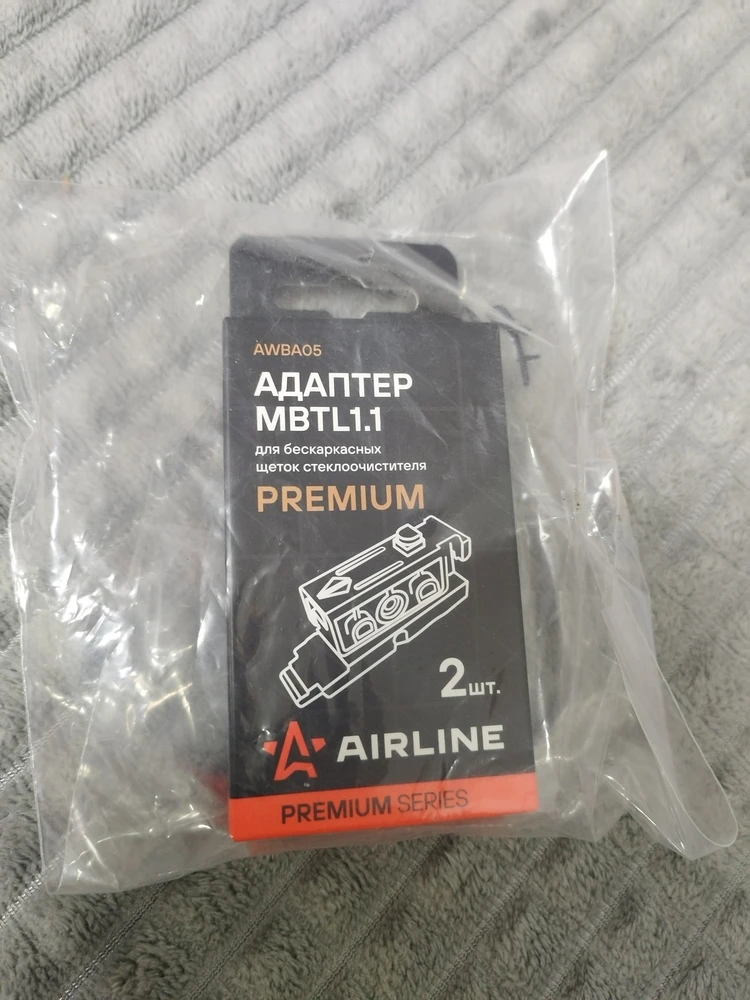 AWBA05
АДАПТЕР
MBTL1.1
для бескаркасных
щеток стеклоочистителя
PREMIUM
2шт.
AIRLINE
PREMIUM SERIES